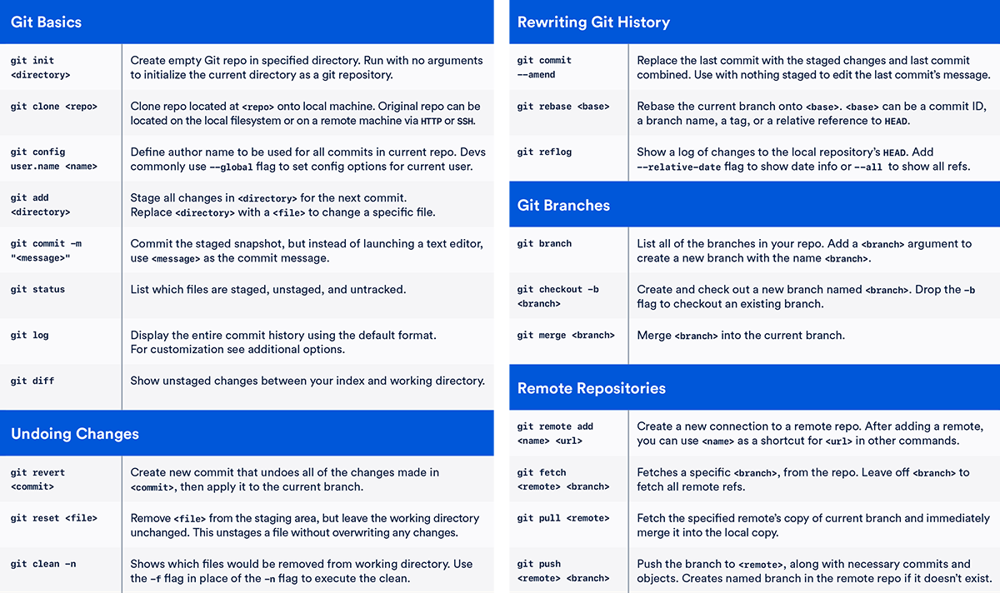 Git Basics
git init
<directory>
Create empty Git repo in specified directory. Run with no arguments
to initialize the current directory as a git repository.
git clone <repo>
Clone repo located at <repo> onto local machine. Original repo can be
located on the local filesystem or on a remote machine via HTTP or SSH.
git config
user.name <name>
Define author name to be used for all commits in current repo. Devs
commonly use --global flag to set config options for current user.
git add
<directory>
Stage all changes in <directory> for the next commit.
Replace <directory> with a <file> to change a specific file.
git commit -m
"<message>"
Commit the staged snapshot, but instead of launching a text editor,
use <message> as the commit message.
git status
List which files are staged, unstaged, and untracked.
git log
Display the entire commit history using the default format.
For customization see additional options.
git diff
Show unstaged changes between your index and working directory.
Undoing Changes
git revert
<commit>
Create new commit that undoes all of the changes made in
<commit>, then apply it to the current branch.
git reset <file>
Remove <file> from the staging area, but leave the working directory
unchanged. This unstages a file without overwriting any changes.
git clean -n
Shows which files would be removed from working directory. Use
the -f flag in place of the -n flag to execute the clean.
Rewriting Git History
git commit
--amend
Replace the last commit with the staged changes and last commit
combined. Use with nothing staged to edit the last commit's message.
git rebase <base>
Rebase the current branch onto <base>. <base> can be a commit ID,
a branch name, a tag, or a relative reference to HEAD.
git reflog
Show a log of changes to the local repository's HEAD. Add
--relative-date flag to show date info or --all to show all refs.
Git Branches
git branch
List all of the branches in your repo. Add a <branch> argument to
create a new branch with the name <branch>.
git checkout -b
<branch>
Create and check out a new branch named <branch>. Drop the -b
flag to checkout an existing branch.
git merge <branch>
Merge <branch> into the current branch.
Remote Repositories
git remote add
<name> <url>
Create a new connection to a remote repo. After adding a remote,
you can use <name> as a shortcut for <url> in other commands.
git fetch
<remote> <branch>
Fetches a specific <branch>, from the repo. Leave off <branch> to
fetch all remote refs.
git pull <remote>
Fetch the specified remote's copy of current branch and immediately
merge it into the local copy.
git push
<remote> <branch>
Push the branch to <remote>, along with necessary commits and
objects. Creates named branch in the remote repo if it doesn't exist.